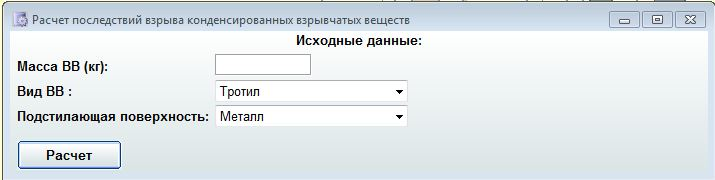 Расчет последствий взрыва конденсированных взрывчатых веществ
Исходные данные:
Масса ВВ (кг):
Вид ВВ : Тротил
Подстилающая поверхность: Металл
Расчет